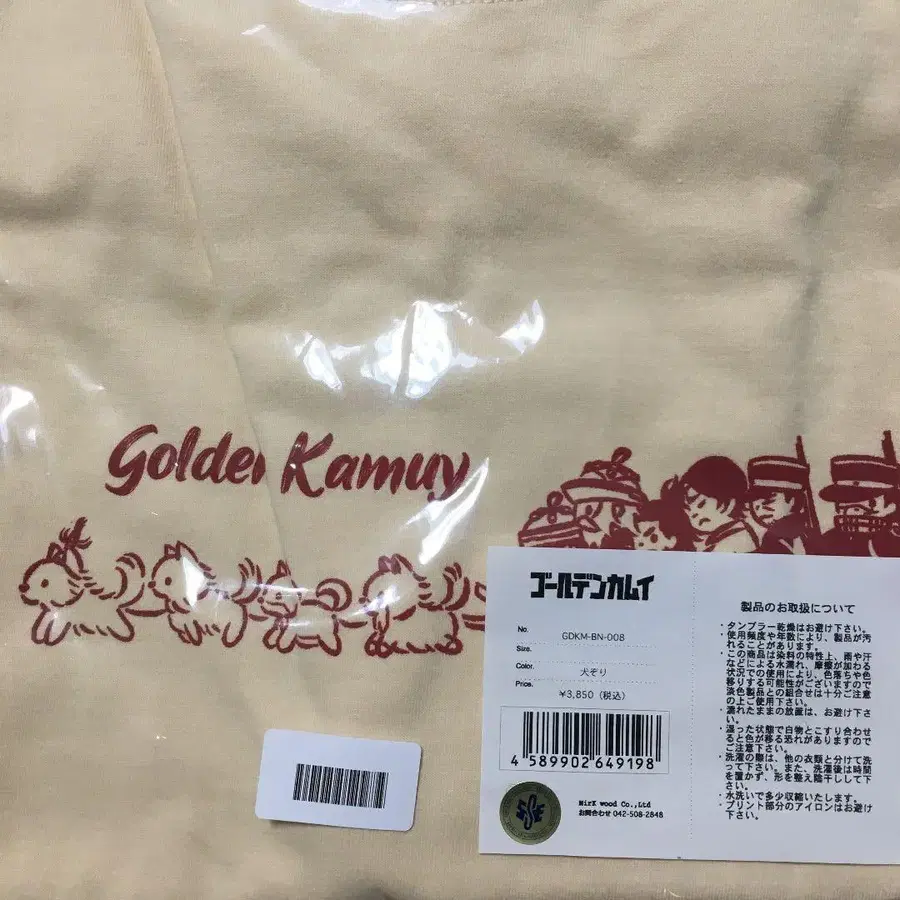 Golden Kamuy
ゴールデンカムイ
No. GDKM-BN-008
Size.
Color. 犬ぞり
Price. ¥3,850（税込）
4 589902 649198
MirX wood Co.,Ltd
お問合わせ 042-508-2848
製品のお取扱について
・タンブラー乾燥はお避け下さい。
・使用頻度や年数により、製品が汚
れることがあります。
・この商品は染料の特性上、雨や汗
などによる水濡れ、摩擦が加わる
状況での使用により、色落ちや色
移りする可能性がございますので
淡色製品との組合せは十分ご注意
の上ご使用下さい。
・濡れたままの放置は、お避け下さ
い。
・湿った状態で白物とこすり合わせ
ると色が移る恐れがありますので
ご注意下さい。
・洗濯の際は、他の衣類と分けて洗
って下さい。また、洗濯後は時間
を置かず、形を整え陰干しして下
さい。
・水洗いで多少収縮いたします。
・プリント部分のアイロンはお避け
下さい。